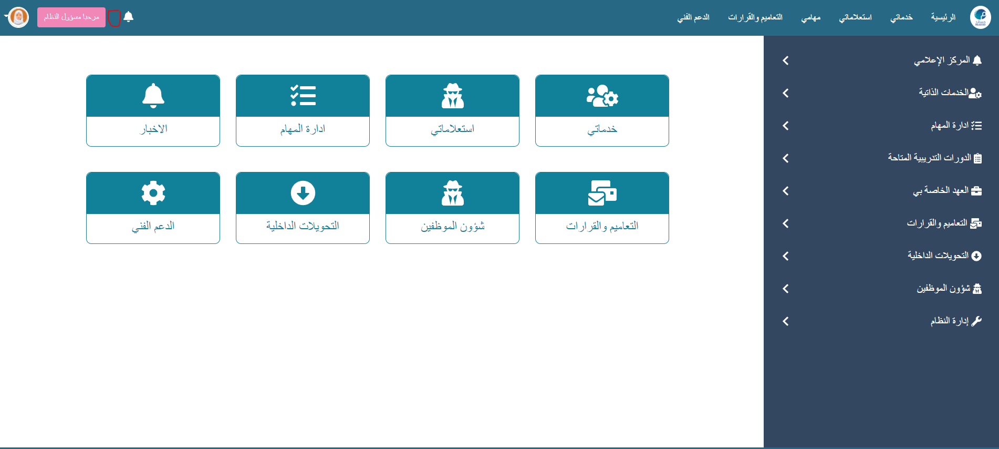 الرئيسية
خدماتي
استعلاماتي
مهامي
التعاميم والقرارات
الدعم الفني
مرحبا مسؤول النظام
المركز الإعلامي
الخدمات الذاتية
ادارة المهام
الدورات التدريبية المتاحة
العهد الخاصة بي
التعاميم والقرارات
التحويلات الداخلية
شؤون الموظفين
إدارة النظام
خدماتي
استعلاماتي
ادارة المهام
الاخبار
التعاميم والقرارات
شؤون الموظفين
التحويلات الداخلية
الدعم الفني